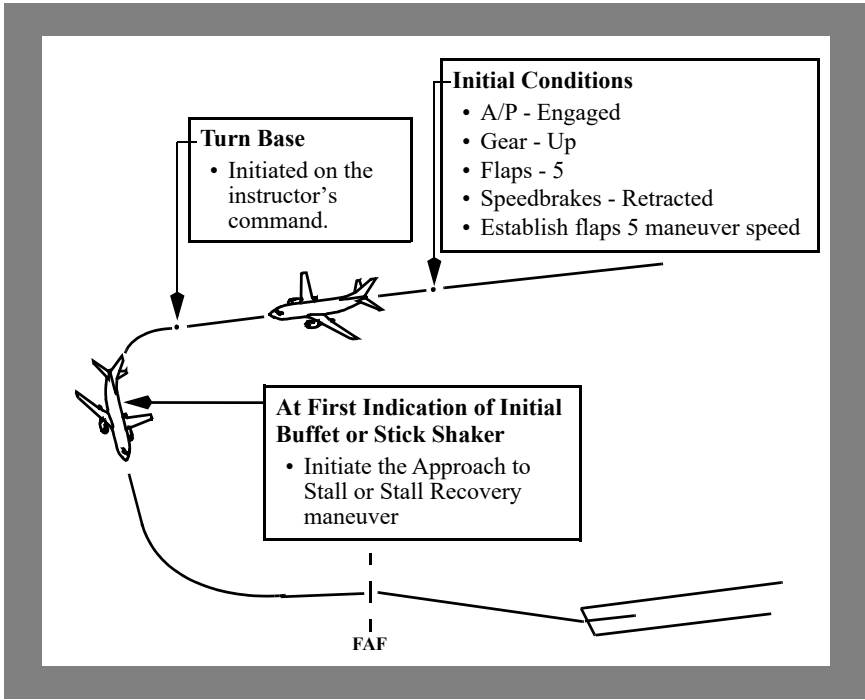 Initial Conditions
• A/P - Engaged
• Gear - Up
• Flaps - 5
• Speedbrakes - Retracted
• Establish flaps 5 maneuver speed
Turn Base
• Initiated on the
instructor’s
command.
At First Indication of Initial
Buffet or Stick Shaker
• Initiate the Approach to
Stall or Stall Recovery
maneuver
FAF